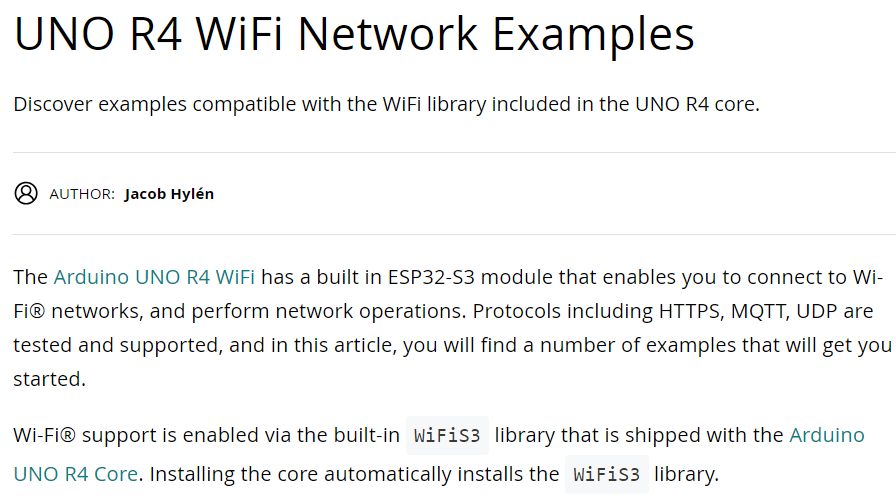 UNO R4 WiFi Network Examples
Discover examples compatible with the WiFi library included in the UNO R4 core.
AUTHOR: Jacob Hylén
The Arduino UNO R4 WiFi has a built in ESP32-S3 module that enables you to connect to Wi-
Fi® networks, and perform network operations. Protocols including HTTPS, MQTT, UDP are
tested and supported, and in this article, you will find a number of examples that will get you
started.
Wi-Fi® support is enabled via the built-in WiFiS3 library that is shipped with the Arduino
UNO R4 Core. Installing the core automatically installs the WiFiS3 library.